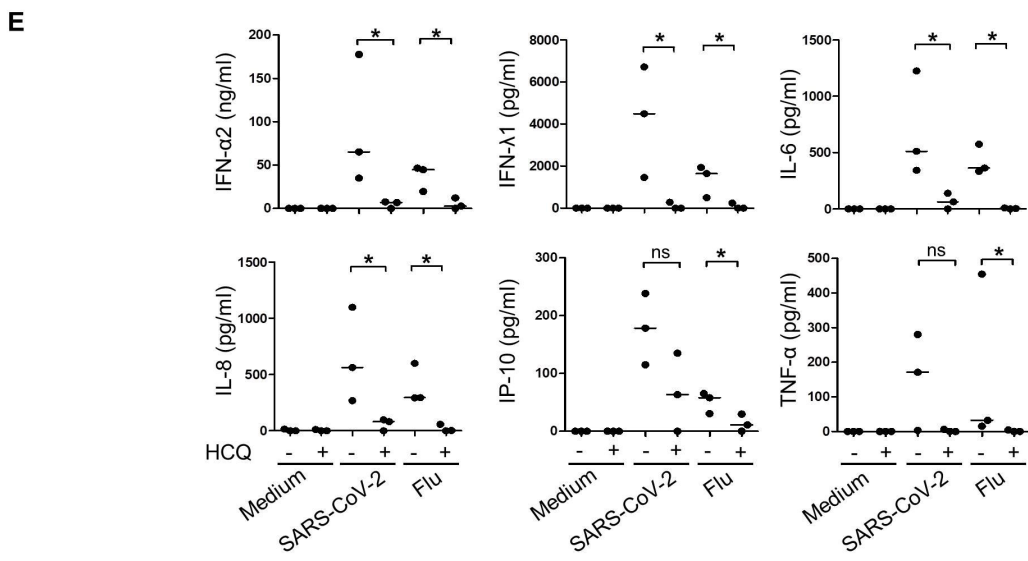 E
IFN-α2 (ng/ml)
200
150
100
50
0
* *
IFN-λ1 (pg/ml)
8000
6000
4000
2000
0
* *
IL-6 (pg/ml)
1500
1000
500
0
* *
IL-8 (pg/ml)
1500
1000
500
0
* *
IP-10 (pg/ml)
300
200
100
0
ns *
TNF-α (pg/ml)
500
400
300
200
100
0
ns *
HCQ - + - + - +
- + - + - +
- + - + - +
Medium
SARS-CoV-2
Flu
Medium
SARS-CoV-2
Flu
Medium
SARS-CoV-2
Flu